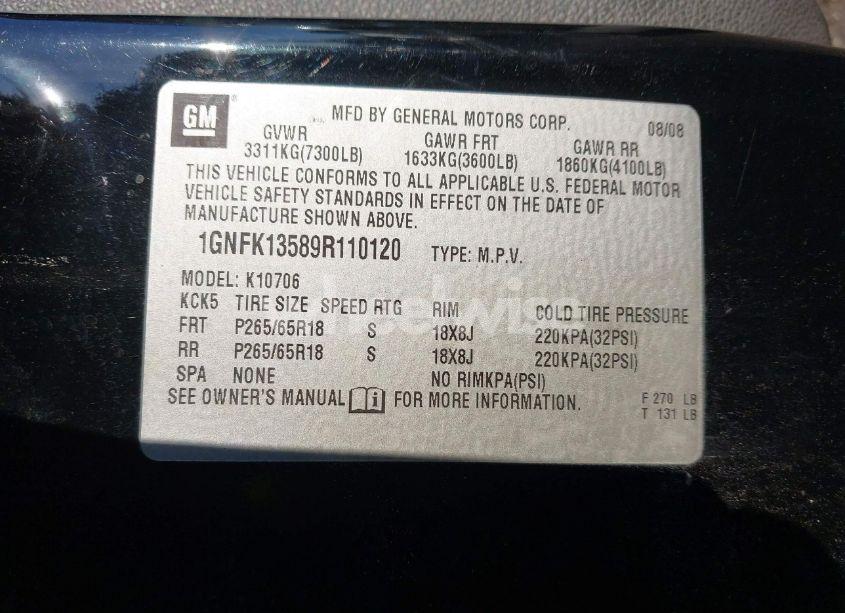 GM
MFD BY GENERAL MOTORS CORP. 08/08
GVWR GAWR FRT GAWR RR
3311KG(7300LB) 1633KG(3600LB) 1860KG(4100LB)
THIS VEHICLE CONFORMS TO ALL APPLICABLE U.S. FEDERAL MOTOR
VEHICLE SAFETY STANDARDS IN EFFECT ON THE DATE OF
MANUFACTURE SHOWN ABOVE.
1GNFK13589R110120 TYPE: M.P.V.
MODEL: K10706
KCK5 TIRE SIZE SPEED RTG RIM COLD TIRE PRESSURE
FRT P265/65R18 S 18X8J 220KPA(32PSI)
RR P265/65R18 S 18X8J 220KPA(32PSI)
SPA NONE NO RIMKPA(PSI)
SEE OWNER'S MANUAL FOR MORE INFORMATION.
F 270 LB
T 131 LB